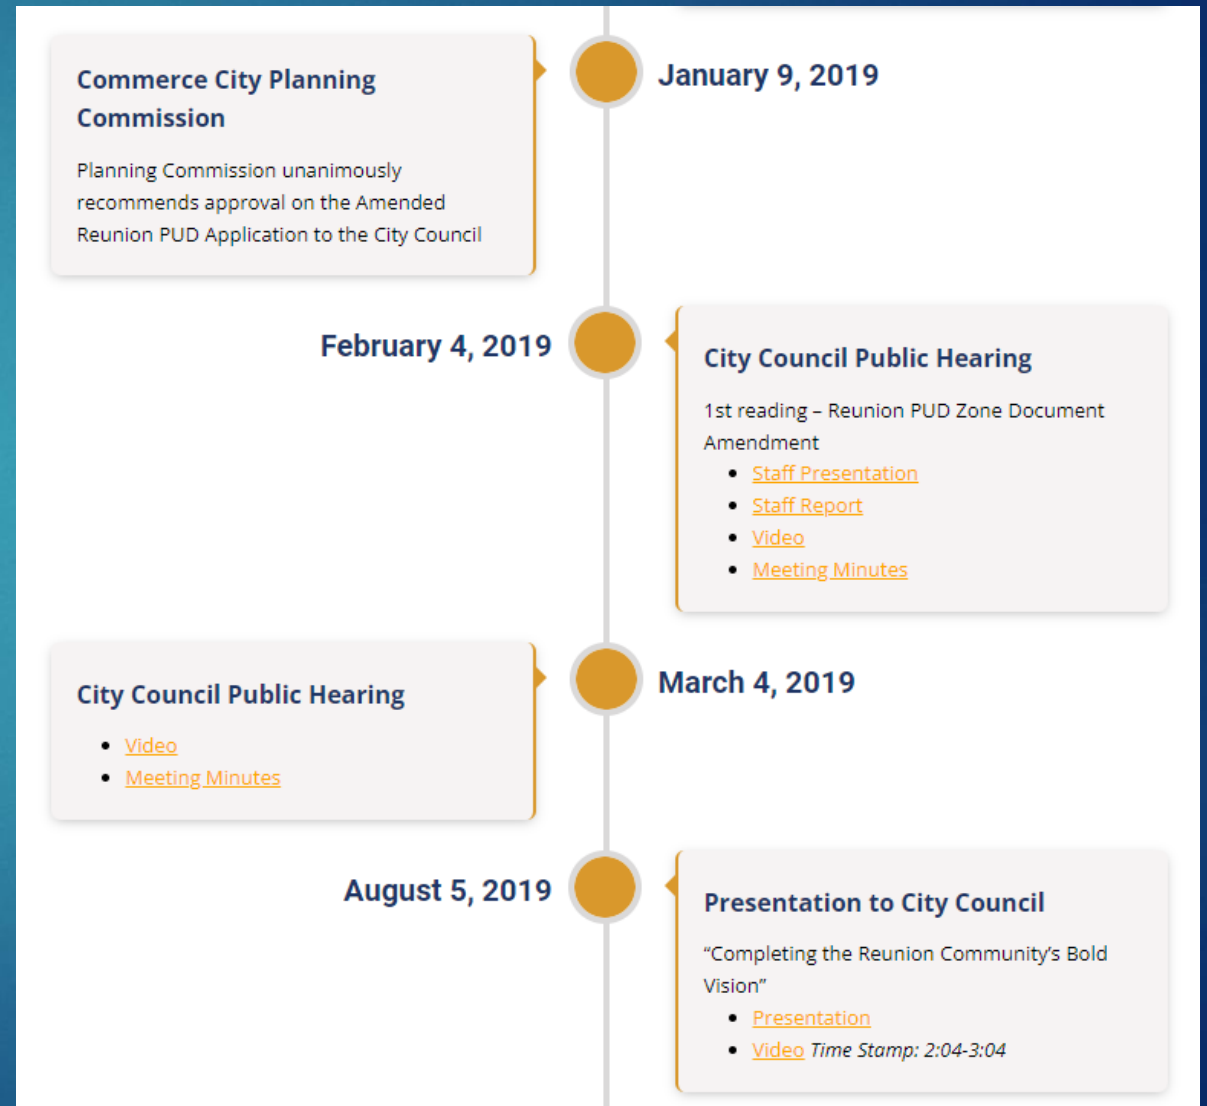 Commerce City Planning
Commission
Planning Commission unanimously
recommends approval on the Amended
Reunion PUD Application to the City Council
January 9, 2019
February 4, 2019
City Council Public Hearing
1st reading – Reunion PUD Zone Document
Amendment
• Staff Presentation
• Staff Report
• Video
• Meeting Minutes
City Council Public Hearing
• Video
• Meeting Minutes
March 4, 2019
August 5, 2019
Presentation to City Council
“Completing the Reunion Community’s Bold
Vision”
• Presentation
• Video Time Stamp: 2:04-3:04